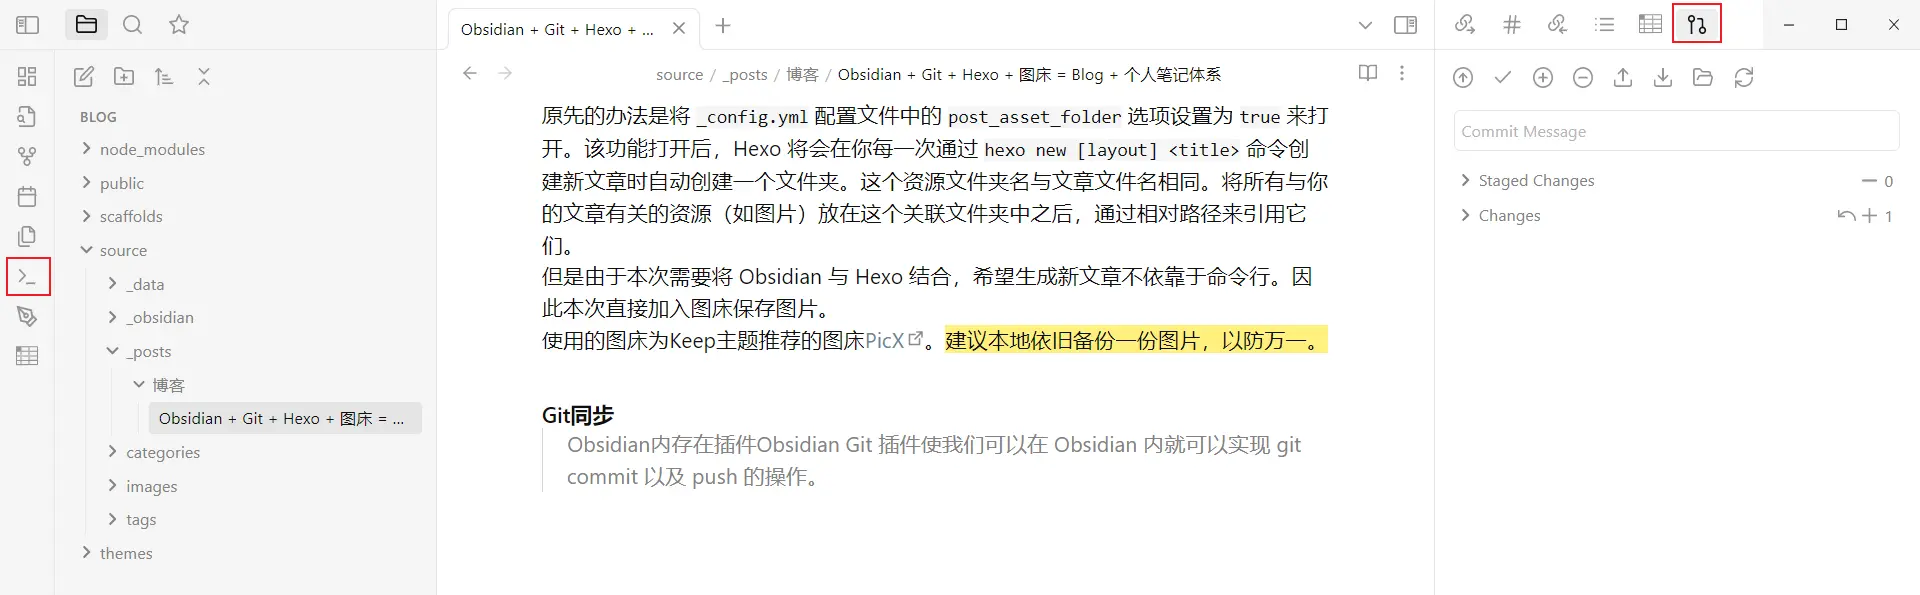 Obsidian + Git + Hexo + ...
source / _posts / 博客 / Obsidian + Git + Hexo + 图床 = Blog + 个人笔记体系
BLOG
node_modules
public
scaffolds
source
_data
_obsidian
_posts
博客
Obsidian + Git + Hexo + 图床 = ...
categories
images
tags
themes
原先的办法是将 _config.yml 配置文件中的 post_asset_folder 选项设置为 true 来打
开。该功能打开后，Hexo 将会在你每一次通过 hexo new [layout] <title> 命令创
建新文章时自动创建一个文件夹。这个资源文件夹名与文章文件名相同。将所有与你
的文章有关的资源（如图片）放在这个关联文件夹中之后，通过相对路径来引用它
们。
但是由于本次需要将 Obsidian 与 Hexo 结合，希望生成新文章不依靠于命令行。因
此本次直接加入图床保存图片。
使用的图床为Keep主题推荐的图床PicX。建议本地依旧备份一份图片，以防万一。
Git同步
Obsidian内存在插件Obsidian Git 插件使我们可以在 Obsidian 内就可以实现 git
commit 以及 push 的操作。
Commit Message
Staged Changes 0
Changes 1